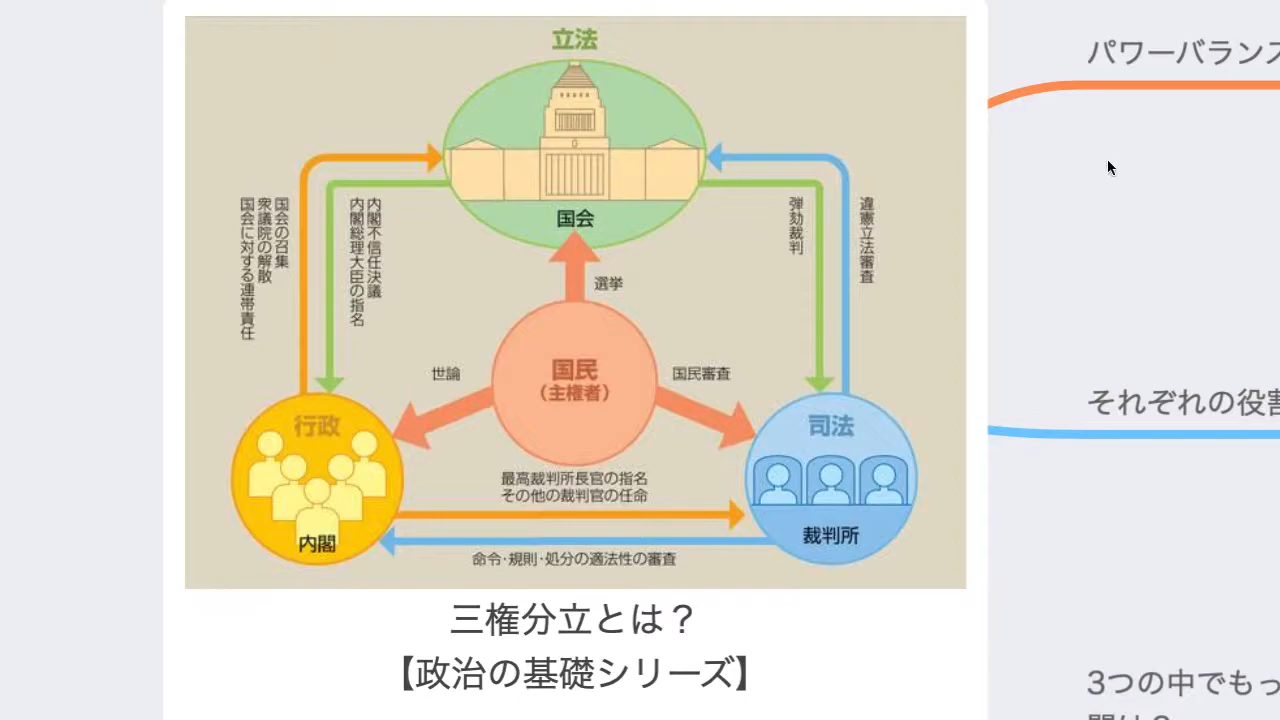 立法
国会
国会の召集
衆議院の解散
国会に対する連帯責任
内閣不信任決議
内閣総理大臣の指名
弾劾裁判
違憲立法審査
選挙
世論
国民
（主権者）
国民審査
行政
内閣
司法
裁判所
最高裁判所長官の指名
その他の裁判官の任命
命令・規則・処分の適法性の審査
三権分立とは？
【政治の基礎シリーズ】
パワーバランス
それぞれの役害
3つの中でもっ